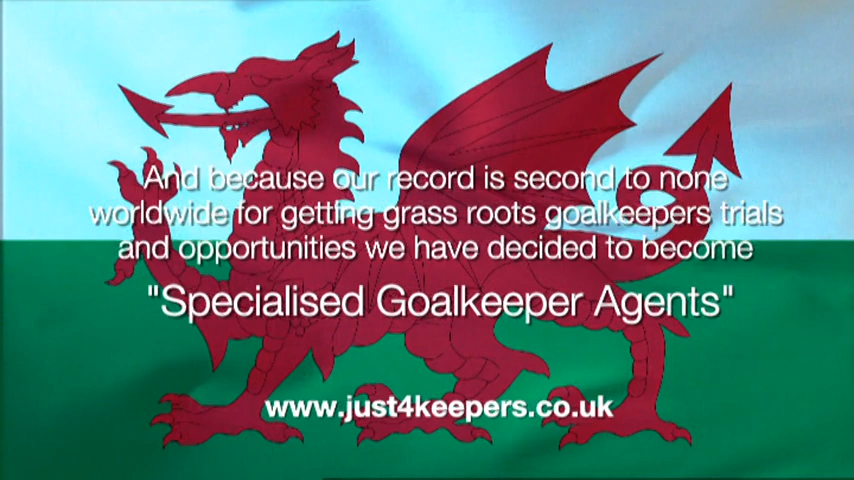 And because our record is second to none
worldwide for getting grass roots goalkeepers trials
and opportunities we have decided to become
"Specialised Goalkeeper Agents"
www.just4keepers.co.uk